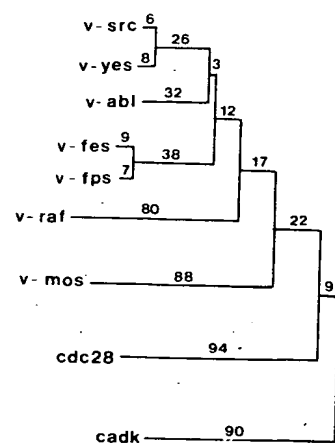 v-src 6
26
v-yes 8
3
v-abl 32
12
v-fes 9
38
17
v-fps 7
v-raf 80
22
v-mos 88
9
cdc28 94
cadk 90